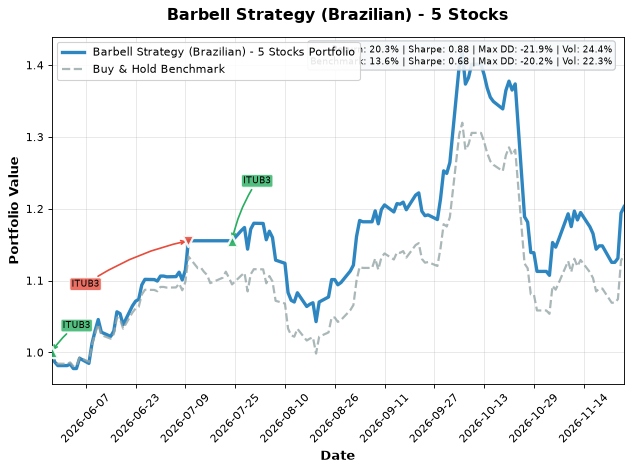 Barbell Strategy (Brazilian) - 5 Stocks
Barbell Strategy (Brazilian) - 5 Stocks Portfolio
Buy & Hold Benchmark
20.3% | Sharpe: 0.88 | Max DD: -21.9% | Vol: 24.4%
13.6% | Sharpe: 0.68 | Max DD: -20.2% | Vol: 22.3%
1.4
1.3
1.2
1.1
1.0
Portfolio Value
ITUB3
ITUB3
ITUB3
2026-06-07
2026-06-23
2026-07-09
2026-07-25
2026-08-10
2026-08-26
2026-09-11
2026-09-27
2026-10-13
2026-10-29
2026-11-14
Date